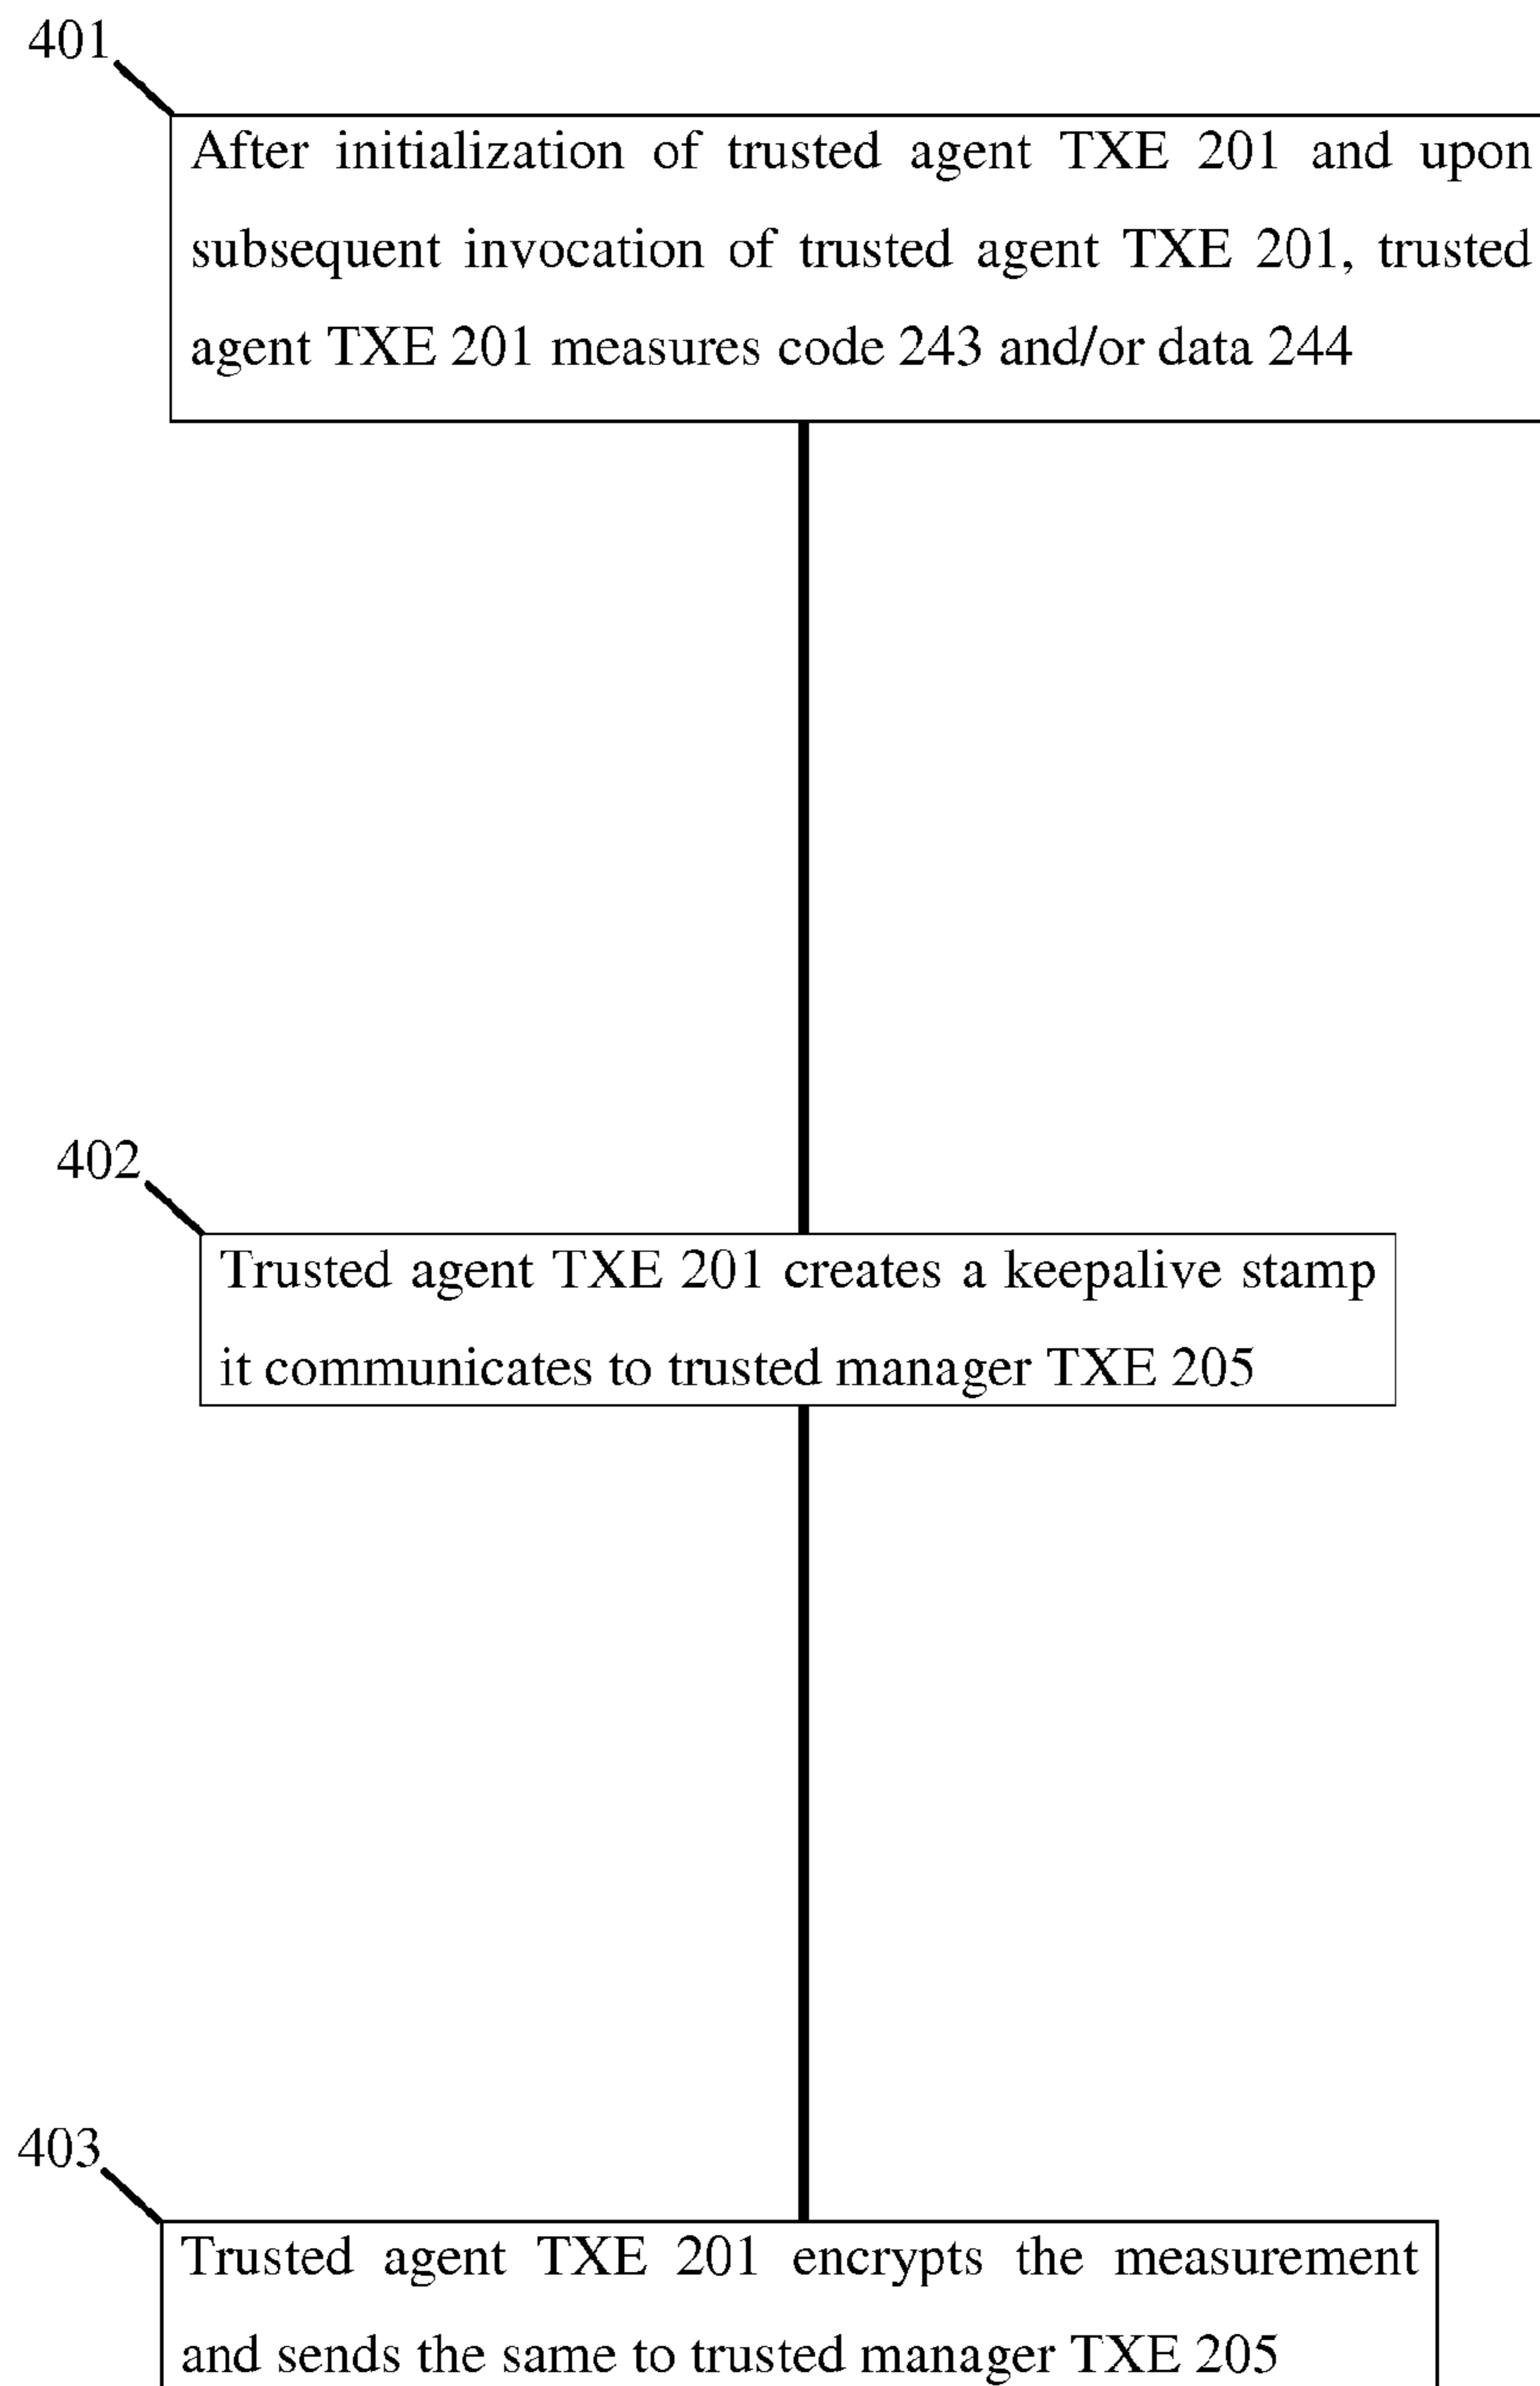 401
After initialization of trusted agent TXE 201 and upon
subsequent invocation of trusted agent TXE 201, trusted
agent TXE 201 measures code 243 and/or data 244
402
Trusted agent TXE 201 creates a keepalive stamp
it communicates to trusted manager TXE 205
403
Trusted agent TXE 201 encrypts the measurement
and sends the same to trusted manager TXE 205